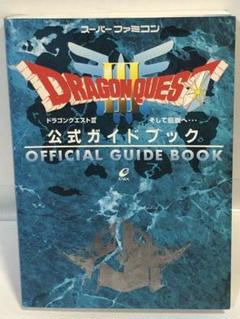 スーパーファミコン
DRAGON QUEST
III
ドラゴンクエストIII そして伝説へ…
公式ガイドブック
OFFICIAL GUIDE BOOK
ENIX